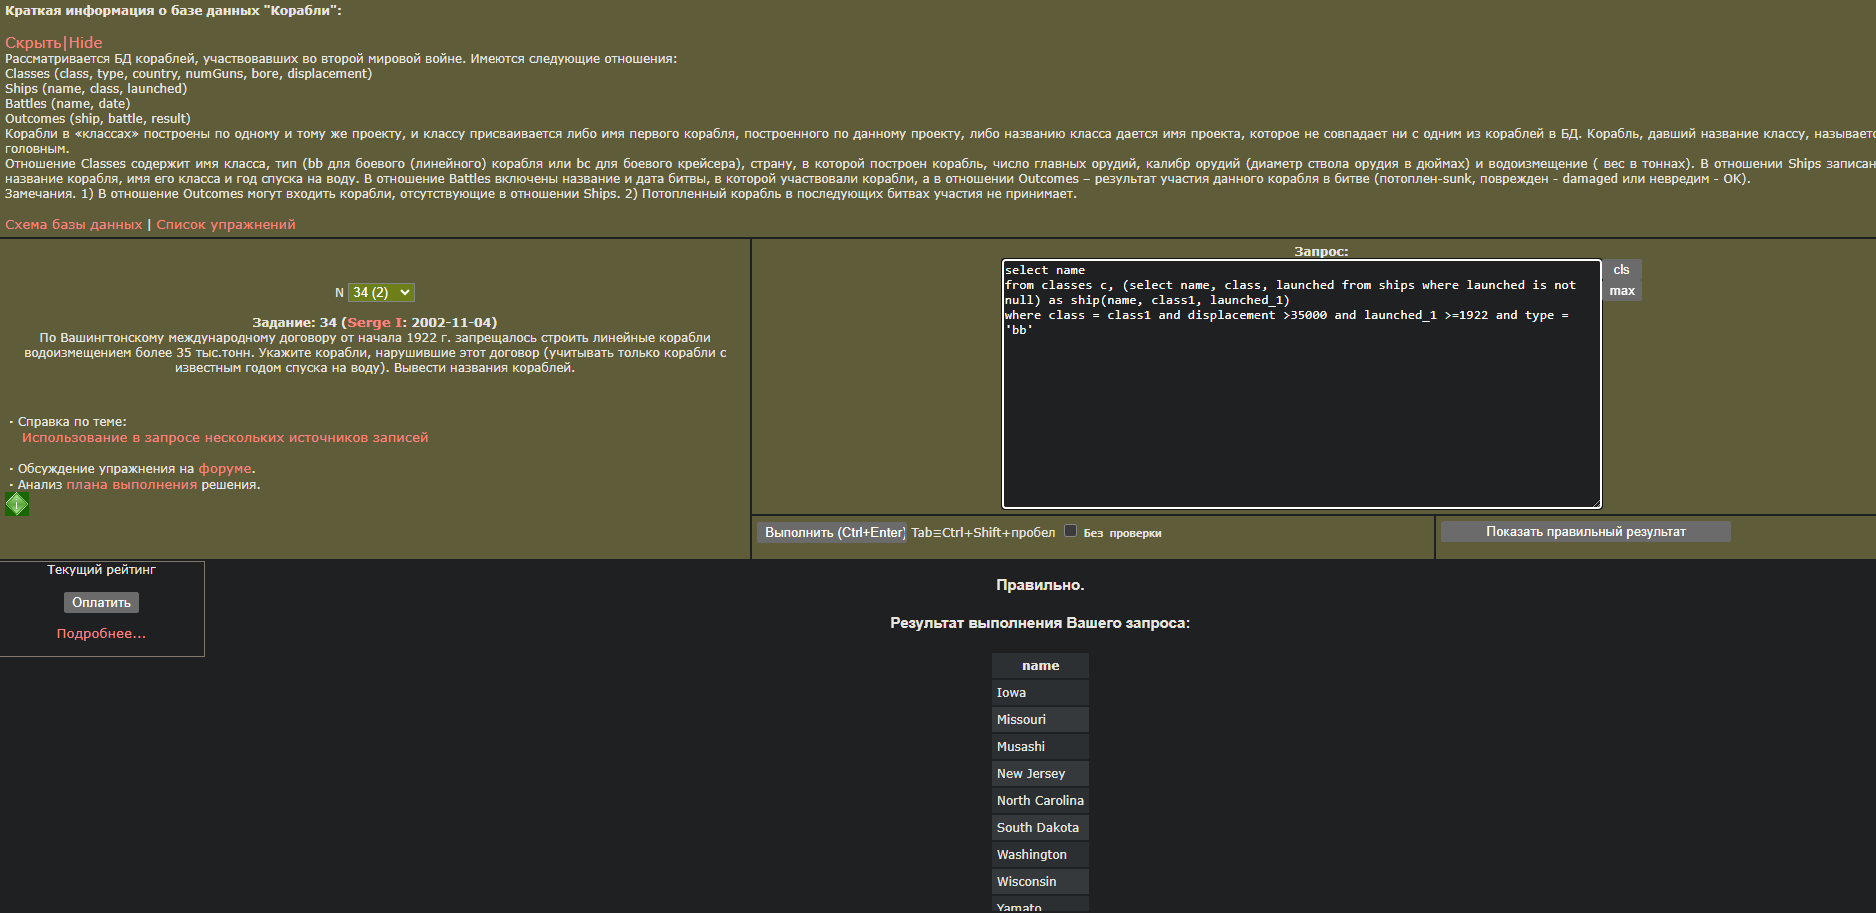 Краткая информация о базе данных "Корабли":
Скрыть|Hide
Рассматривается БД кораблей, участвовавших во второй мировой войне. Имеются следующие отношения:
Classes (class, type, country, numGuns, bore, displacement)
Ships (name, class, launched)
Battles (name, date)
Outcomes (ship, battle, result)
Корабли в «классах» построены по одному и тому же проекту, и классу присваивается либо имя первого корабля, построенного по данному проекту, либо названию класса дается имя проекта, которое не совпадает ни с одним из кораблей в БД. Корабль, давший название классу, называетс
головным.
Отношение Classes содержит имя класса, тип (bb для боевого (линейного) корабля или bc для боевого крейсера), страну, в которой построен корабль, число главных орудий, калибр орудий (диаметр ствола орудия в дюймах) и водоизмещение ( вес в тоннах). В отношении Ships записан
название корабля, имя его класса и год спуска на воду. В отношение Battles включены название и дата битвы, в которой участвовали корабли, а в отношении Outcomes – результат участия данного корабля в битве (потоплен-sunk, поврежден - damaged или невредим - OK).
Замечания. 1) В отношение Outcomes могут входить корабли, отсутствующие в отношении Ships. 2) Потопленный корабль в последующих битвах участия не принимает.
Схема базы данных | Список упражнений
N 34 (2)
Задание: 34 (Serge I: 2002-11-04)
По Вашингтонскому международному договору от начала 1922 г. запрещалось строить линейные корабли
водоизмещением более 35 тыс.тонн. Укажите корабли, нарушившие этот договор (учитывать только корабли c
известным годом спуска на воду). Вывести названия кораблей.
· Справка по теме:
Использование в запросе нескольких источников записей
· Обсуждение упражнения на форуме.
· Анализ плана выполнения решения.
Запрос:
select name
from classes c, (select name, class, launched from ships where launched is not
null) as ship(name, class1, launched_1)
where class = class1 and displacement >35000 and launched_1 >=1922 and type =
'bb'
cls
max
Выполнить (Ctrl+Enter) Tab≡Ctrl+Shift+пробел Без проверки
Показать правильный результат
Текущий рейтинг
Оплатить
Подробнее...
Правильно.
Результат выполнения Вашего запроса:
name
Iowa
Missouri
Musashi
New Jersey
North Carolina
South Dakota
Washington
Wisconsin
Yamato